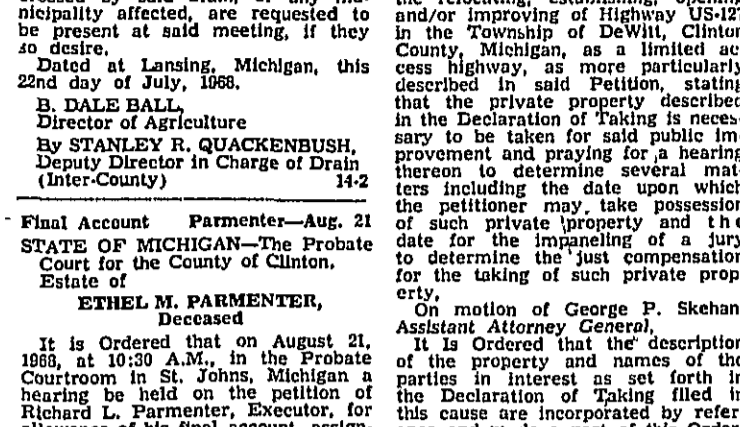 nicipality affected, are requested to
be present at said meeting, if they
so desire.
Dated at Lansing, Michigan, this
22nd day of July, 1968.
B. DALE BALL,
Director of Agriculture
By STANLEY R. QUACKENBUSH,
Deputy Director in Charge of Drain
(Inter-County) 14-2
Final Account Parmenter—Aug. 21
STATE OF MICHIGAN—The Probate
Court for the County of Clinton.
Estate of
ETHEL M. PARMENTER,
Deceased
It is Ordered that on August 21,
1968, at 10:30 A.M., in the Probate
Courtroom in St. Johns, Michigan a
hearing be held on the petition of
Richard L. Parmenter, Executor, for
allowance of his final account, assign-
and/or improving of Highway US-127
in the Township of DeWitt, Clinton
County, Michigan, as a limited ac
cess highway, as more particularly
described in said Petition, stating
that the private property described
in the Declaration of Taking is neces-
sary to be taken for said public im
provement and praying for a hearing
thereon to determine several mat-
ters including the date upon which
the petitioner may take possession
of such private property and the
date for the impaneling of a jury
to determine the just compensation
for the taking of such private prop
erty.
On motion of George P. Skehan
Assistant Attorney General,
It Is Ordered that the description
of the property and names of the
parties in interest as set forth in
the Declaration of Taking filed in
this cause are incorporated by refer